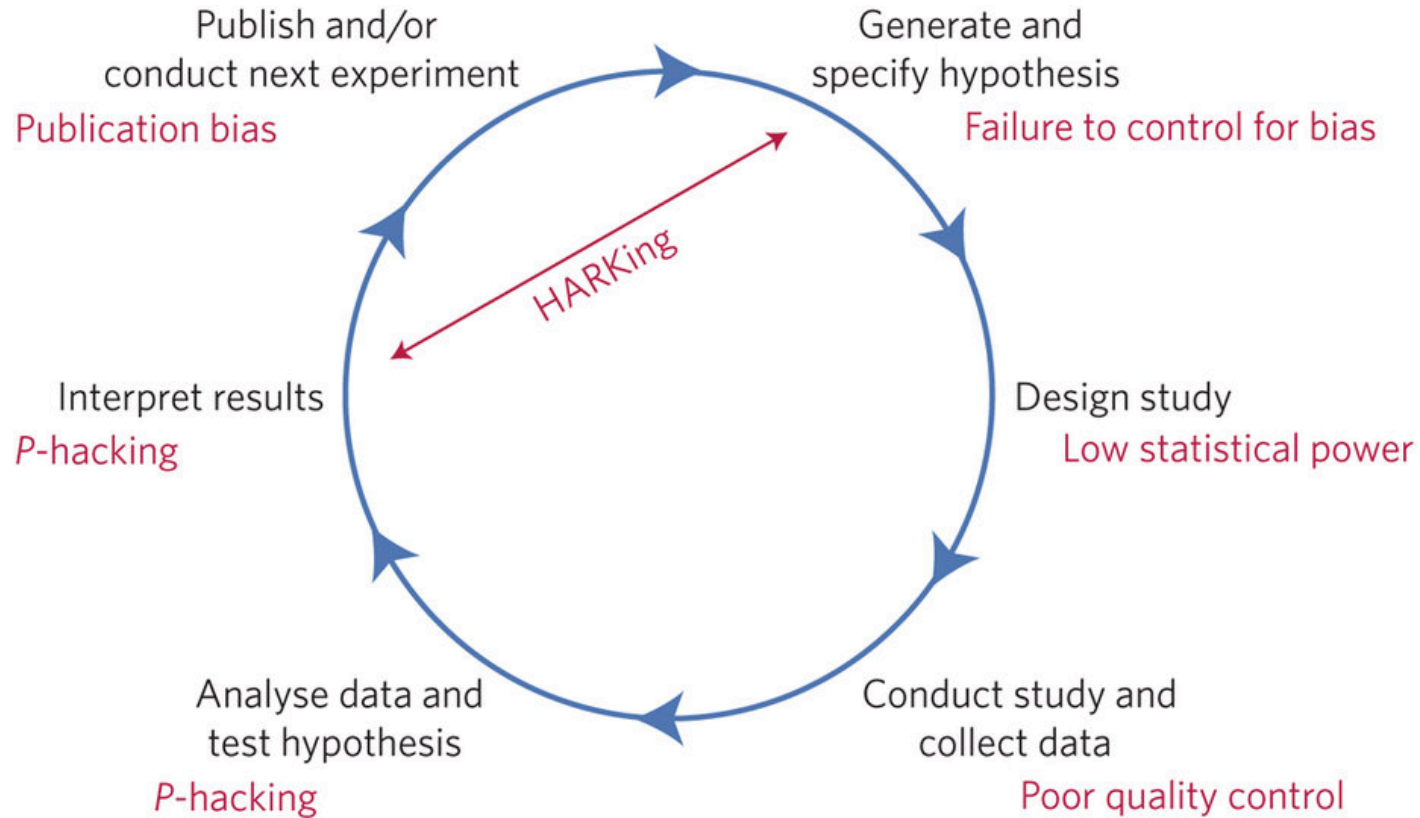 Publish and/or
conduct next experiment
Publication bias
Generate and
specify hypothesis
Failure to control for bias
HARKing
Interpret results
P-hacking
Design study
Low statistical power
Analyse data and
test hypothesis
P-hacking
Conduct study and
collect data
Poor quality control